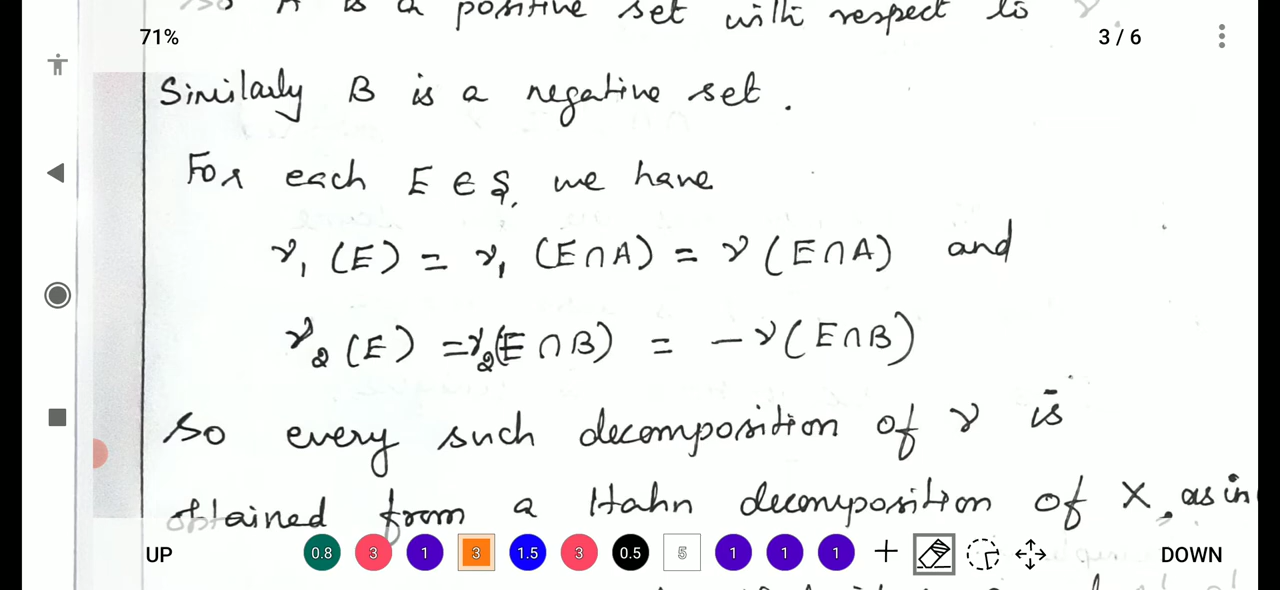 A is a positive set with respect to ν
71%
3 / 6
Similarly B is a negative set.
For each E ∈ S, we have
ν₁(E) = ν₁(E∩A) = ν(E∩A) and
ν₂(E) = ν₂(E∩B) = -ν(E∩B)
So every such decomposition of ν is
obtained from a Hahn decomposition of X, as in
UP 0.8 3 1 3 1.5 3 0.5 5 1 1 1 DOWN